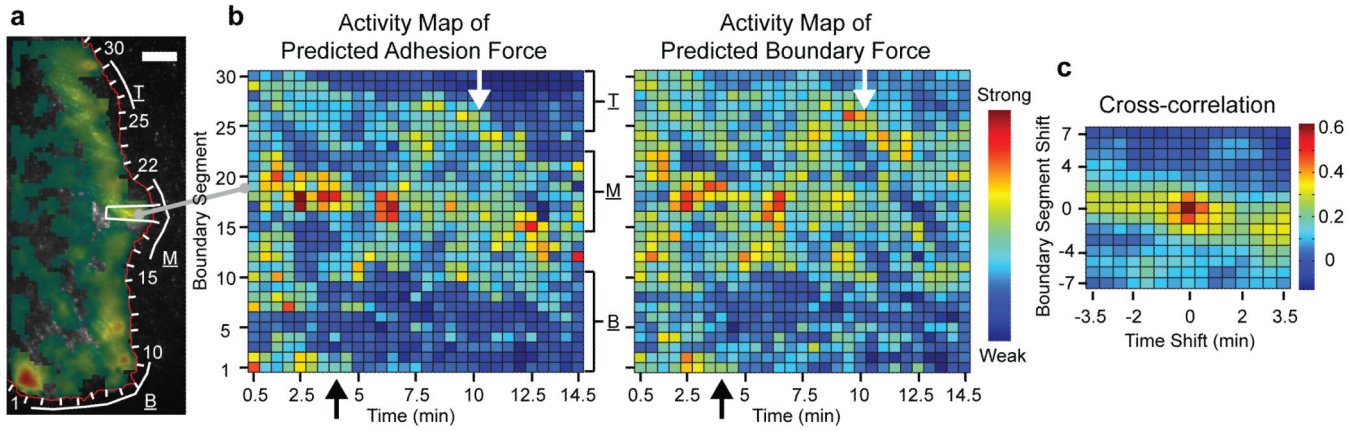 a
30
T
25
22
M
15
10
1
B
b
Activity Map of
Predicted Adhesion Force
Boundary Segment
30
25
20
15
10
5
1
T
M
B
0.5 2.5 5 7.5 10 12.5 14.5
Time (min)
Activity Map of
Predicted Boundary Force
0.5 2.5 5 7.5 10 12.5 14.5
Time (min)
Strong
Weak
c
Cross-correlation
Boundary Segment Shift
7
4
0
-4
-7
-3.5 -2 0 2 3.5
Time Shift (min)
0.6
0.4
0.2
0